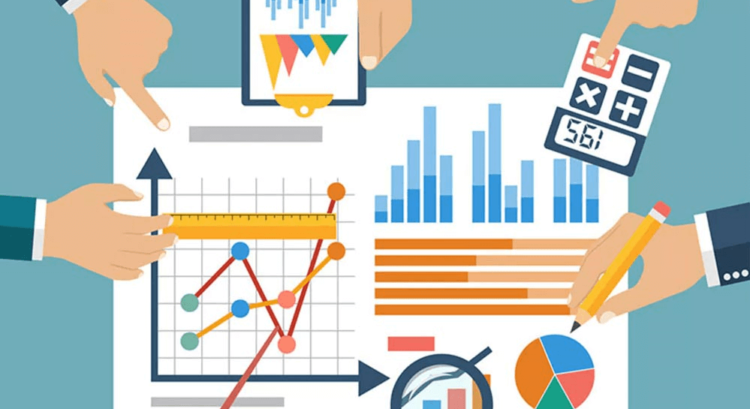 = −
× +
561